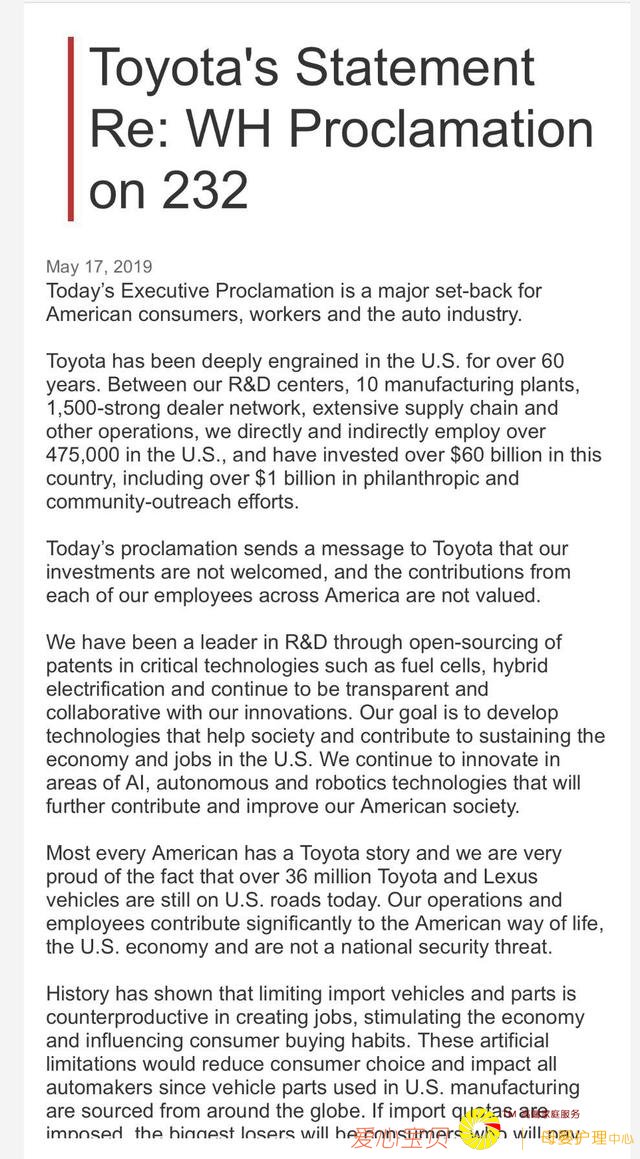 Toyota's Statement
Re: WH Proclamation
on 232
May 17, 2019
Today’s Executive Proclamation is a major set-back for
American consumers, workers and the auto industry.
Toyota has been deeply engrained in the U.S. for over 60
years. Between our R&D centers, 10 manufacturing plants,
1,500-strong dealer network, extensive supply chain and
other operations, we directly and indirectly employ over
475,000 in the U.S., and have invested over $60 billion in this
country, including over $1 billion in philanthropic and
community-outreach efforts.
Today’s proclamation sends a message to Toyota that our
investments are not welcomed, and the contributions from
each of our employees across America are not valued.
We have been a leader in R&D through open-sourcing of
patents in critical technologies such as fuel cells, hybrid
electrification and continue to be transparent and
collaborative with our innovations. Our goal is to develop
technologies that help society and contribute to sustaining the
economy and jobs in the U.S. We continue to innovate in
areas of AI, autonomous and robotics technologies that will
further contribute and improve our American society.
Most every American has a Toyota story and we are very
proud of the fact that over 36 million Toyota and Lexus
vehicles are still on U.S. roads today. Our operations and
employees contribute significantly to the American way of life,
the U.S. economy and are not a national security threat.
History has shown that limiting import vehicles and parts is
counterproductive in creating jobs, stimulating the economy
and influencing consumer buying habits. These artificial
limitations would reduce consumer choice and impact all
automakers since vehicle parts used in U.S. manufacturing
are sourced from around the globe. If import quotas are
imposed, the biggest losers will be consumers who will pay
家庭服务
爱心宝贝
母婴护理中心